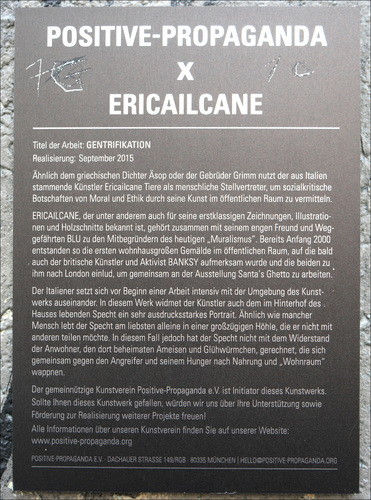 POSITIVE-PROPAGANDA
X
ERICAILCANE
Titel der Arbeit: GENTRIFIKATION
Realisierung: September 2015
Ähnlich dem griechischen Dichter Äsop oder der Gebrüder Grimm nutzt der aus Italien
stammende Künstler Ericailcane Tiere als menschliche Stellvertreter, um sozialkritische
Botschaften von Moral und Ethik durch seine Kunst im öffentlichen Raum zu vermitteln.
ERICAILCANE, der unter anderem auch für seine erstklassigen Zeichnungen, Illustratio-
nen und Holzschnitte bekannt ist, gehört zusammen mit seinem engen Freund und Weg-
gefährten BLU zu den Mitbegründern des heutigen „Muralismus“. Bereits Anfang 2000
entstanden so die ersten wohnhausgroßen Gemälde im öffentlichen Raum, auf die bald
auch der britische Künstler und Aktivist BANKSY aufmerksam wurde und die beiden zu
ihm nach London einlud, um gemeinsam an der Ausstellung Santa's Ghetto zu arbeiten.
Der Italiener setzt sich vor Beginn einer Arbeit intensiv mit der Umgebung des Kunst-
werks auseinander. In diesem Werk widmet der Künstler auch dem im Hinterhof des
Hauses lebenden Specht ein sehr ausdrucksstarkes Portrait. Ähnlich wie mancher
Mensch lebt der Specht am liebsten alleine in einer großzügigen Höhle, die er nicht mit
anderen teilen möchte. In diesem Fall jedoch hat der Specht nicht mit dem Widerstand
der Anwohner, den dort beheimaten Ameisen und Glühwürmchen, gerechnet, die sich
gemeinsam gegen den Angreifer und seinem Hunger nach Nahrung und „Wohnraum“
wappnen.
Der gemeinnützige Kunstverein Positive-Propaganda e.V. ist Initiator dieses Kunstwerks.
Sollte Ihnen dieses Kunstwerk gefallen, würden wir uns über Ihre Unterstützung sowie
Förderung zur Realisierung weiterer Projekte freuen!
Alle Informationen über unseren Kunstverein finden Sie auf unserer Website:
www.positive-propaganda.org
POSITIVE-PROPAGANDA E.V. · DACHAUER STRASSE 148/RGB · 80335 MÜNCHEN | HELLO@POSITIVE-PROPAGANDA.ORG